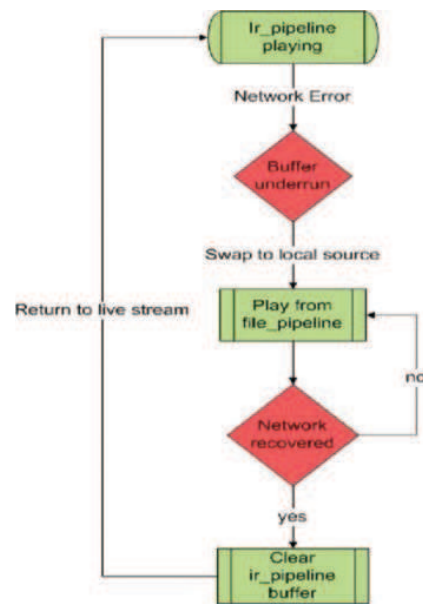 Ir_pipeline
playing
Network Error
Buffer
underrun
Swap to local source
Return to live stream
Play from
file_pipeline
no
Network
recovered
yes
Clear
ir_pipeline
buffer